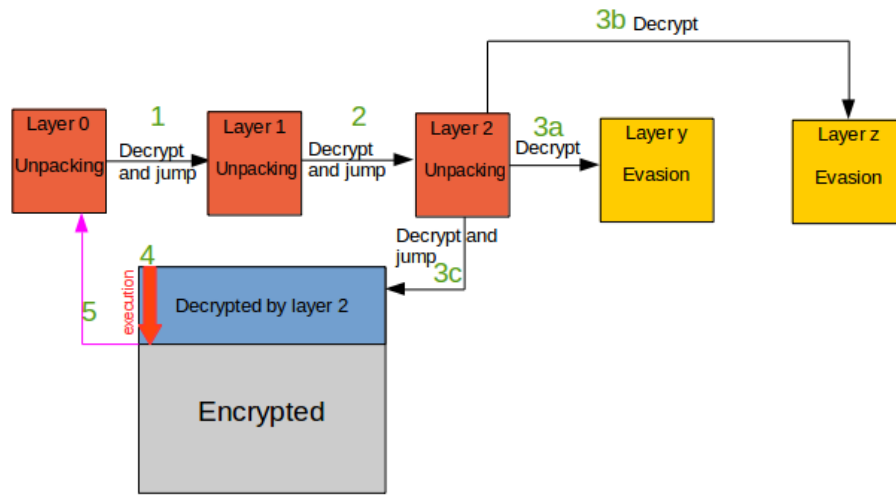 3b Decrypt
Layer 0
Unpacking
1
Decrypt
and jump
Layer 1
Unpacking
2
Decrypt
and jump
Layer 2
Unpacking
3a
Decrypt
Layer y
Evasion
Layer z
Evasion
Decrypt and
jump
3c
4
execution
5
Decrypted by layer 2
Encrypted